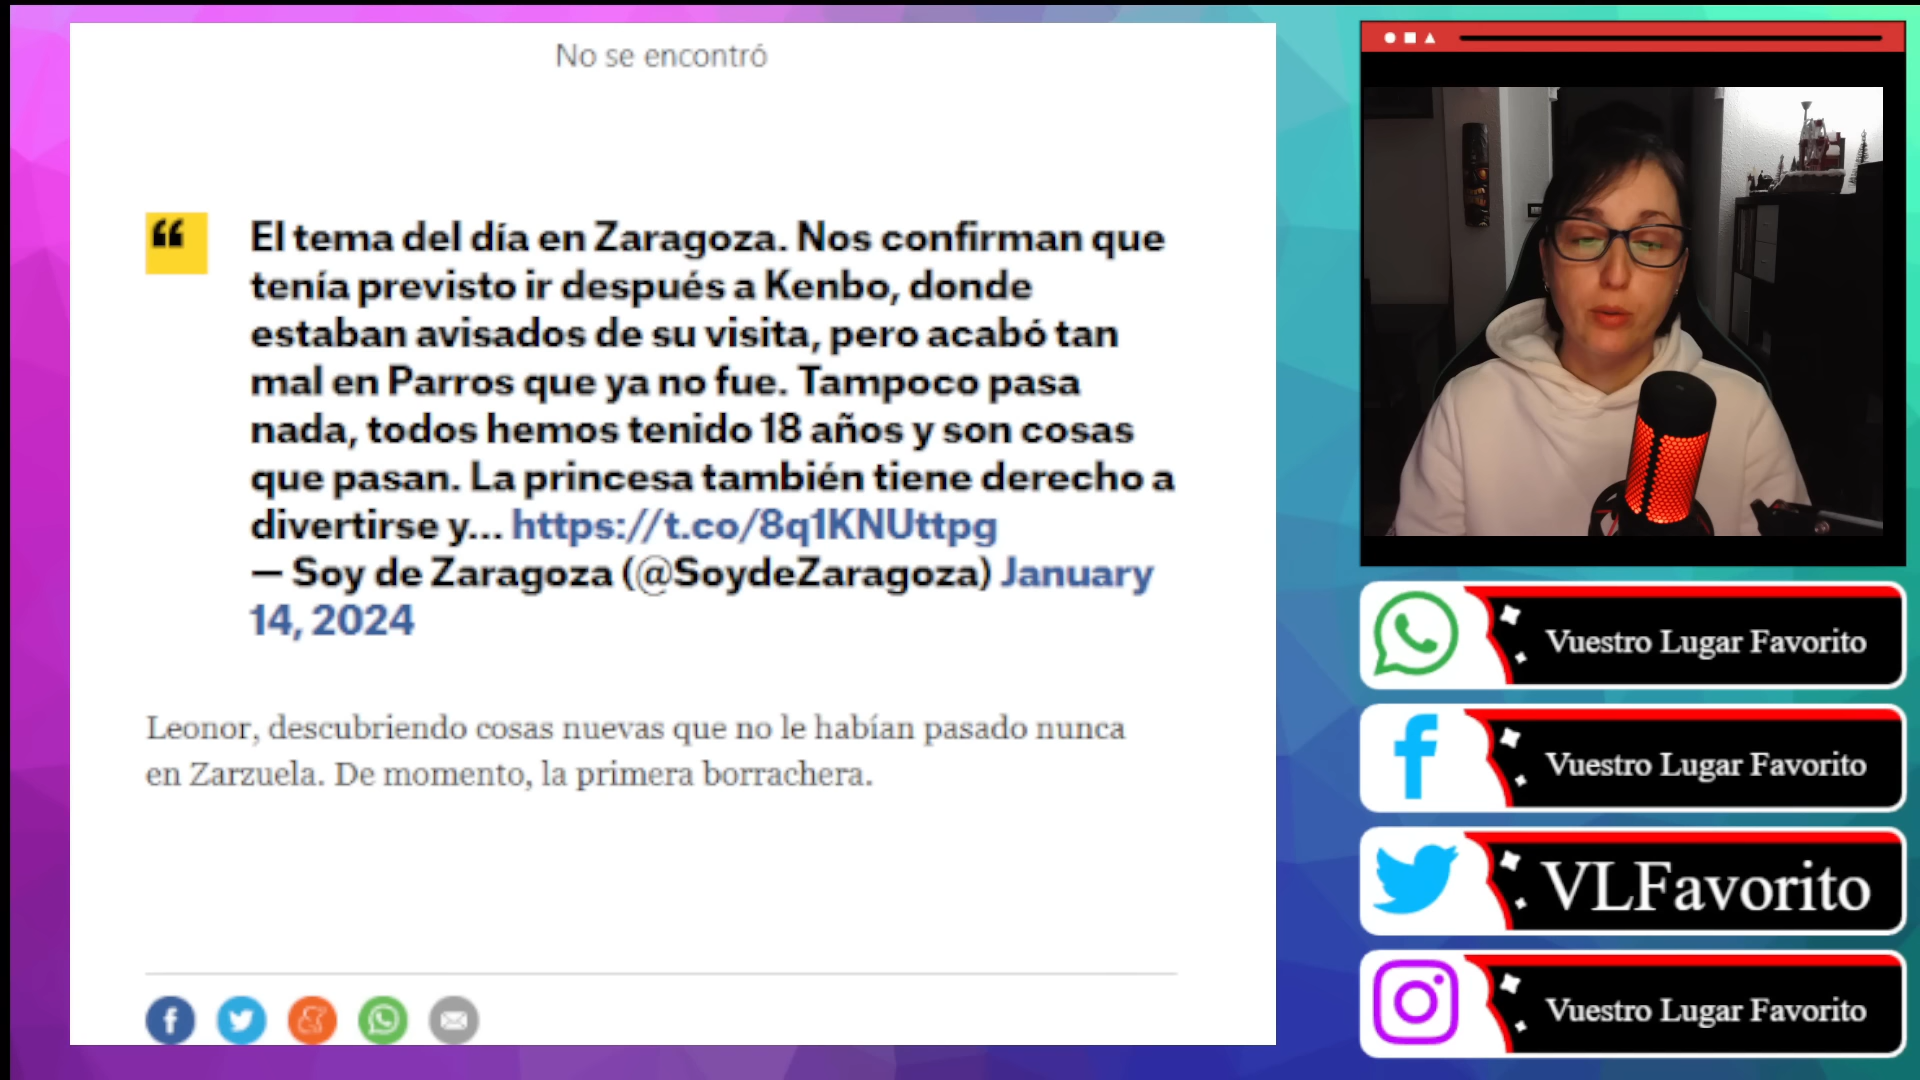 No se encontró
El tema del día en Zaragoza. Nos confirman que
tenía previsto ir después a Kenbo, donde
estaban avisados de su visita, pero acabó tan
mal en Parros que ya no fue. Tampoco pasa
nada, todos hemos tenido 18 años y son cosas
que pasan. La princesa también tiene derecho a
divertirse y... https://t.co/8q1KNUttpg
— Soy de Zaragoza (@SoydeZaragoza) January
14, 2024
Leonor, descubriendo cosas nuevas que no le habían pasado nunca
en Zarzuela. De momento, la primera borrachera.
Vuestro Lugar Favorito
Vuestro Lugar Favorito
VLFavorito
Vuestro Lugar Favorito